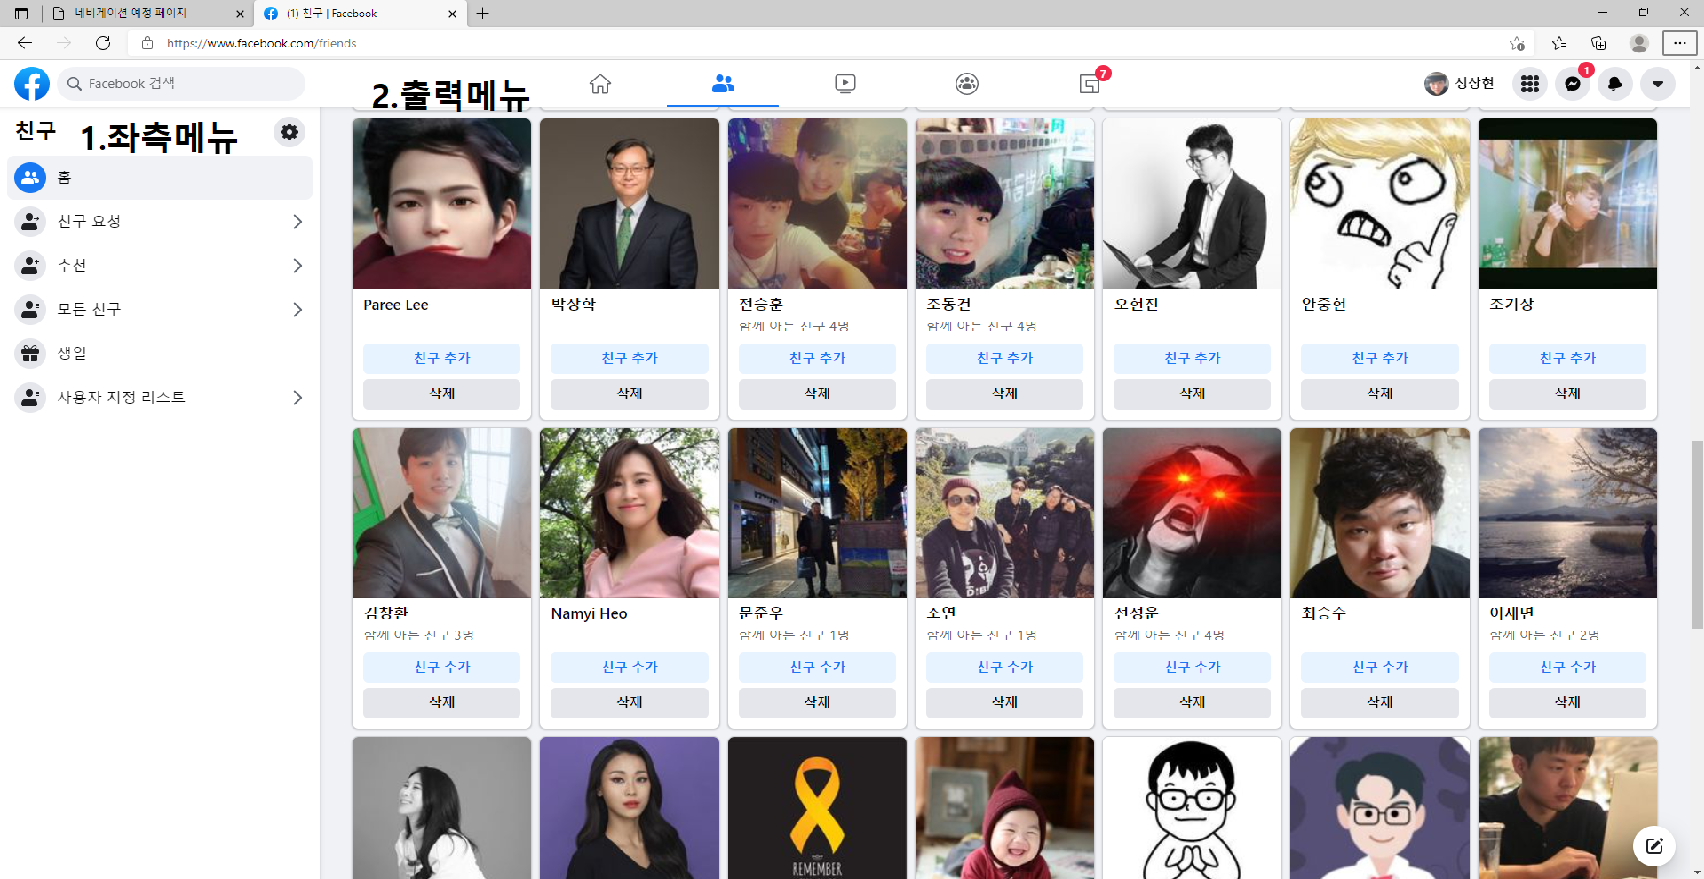 네비게이션 예정 페이지
(1) 친구 | Facebook
https://www.facebook.com/friends
Facebook 검색
2.출력메뉴
7
1
친구
1.좌측메뉴
홈
친구 요청
추천
모든 친구
생일
사용자 지정 리스트
Paree Lee
박상학
전승훈
조동건
오현진
안중현
조기상
함께 아는 친구 4명
함께 아는 친구 4명
친구 추가
친구 추가
친구 추가
친구 추가
친구 추가
친구 추가
친구 추가
삭제
삭제
삭제
삭제
삭제
삭제
삭제
김창환
Namyi Heo
문준우
소연
전성운
최승수
함께 아는 친구 3명
함께 아는 친구 1명
함께 아는 친구 1명
함께 아는 친구 4명
함께 아는 친구 2명
친구 추가
친구 추가
친구 추가
친구 추가
친구 추가
친구 추가
친구 추가
삭제
삭제
삭제
삭제
삭제
삭제
삭제
REMEMBER